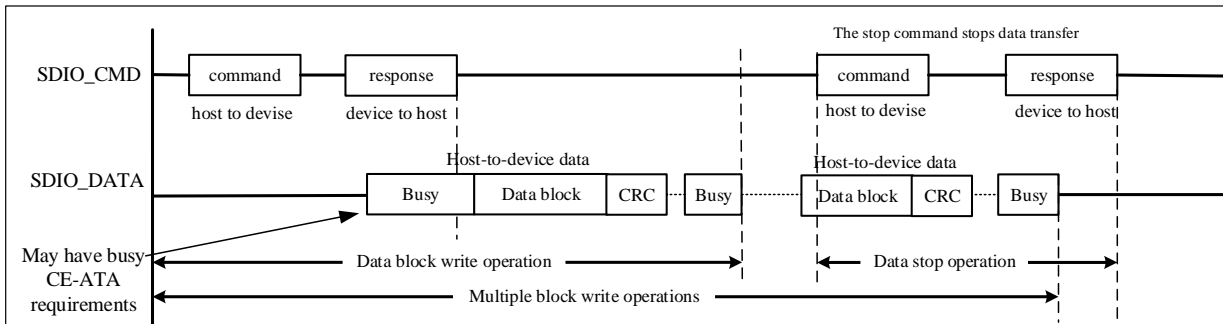 The stop command stops data transfer
SDIO_CMD
command
response
command
response
host to devise
device to host
host to devise
device to host
Host-to-device data
Host-to-device data
SDIO_DATA
Busy
Data block
CRC
Busy
Data block
CRC
Busy
May have busy
CE-ATA
requirements
Data block write operation
Data stop operation
Multiple block write operations